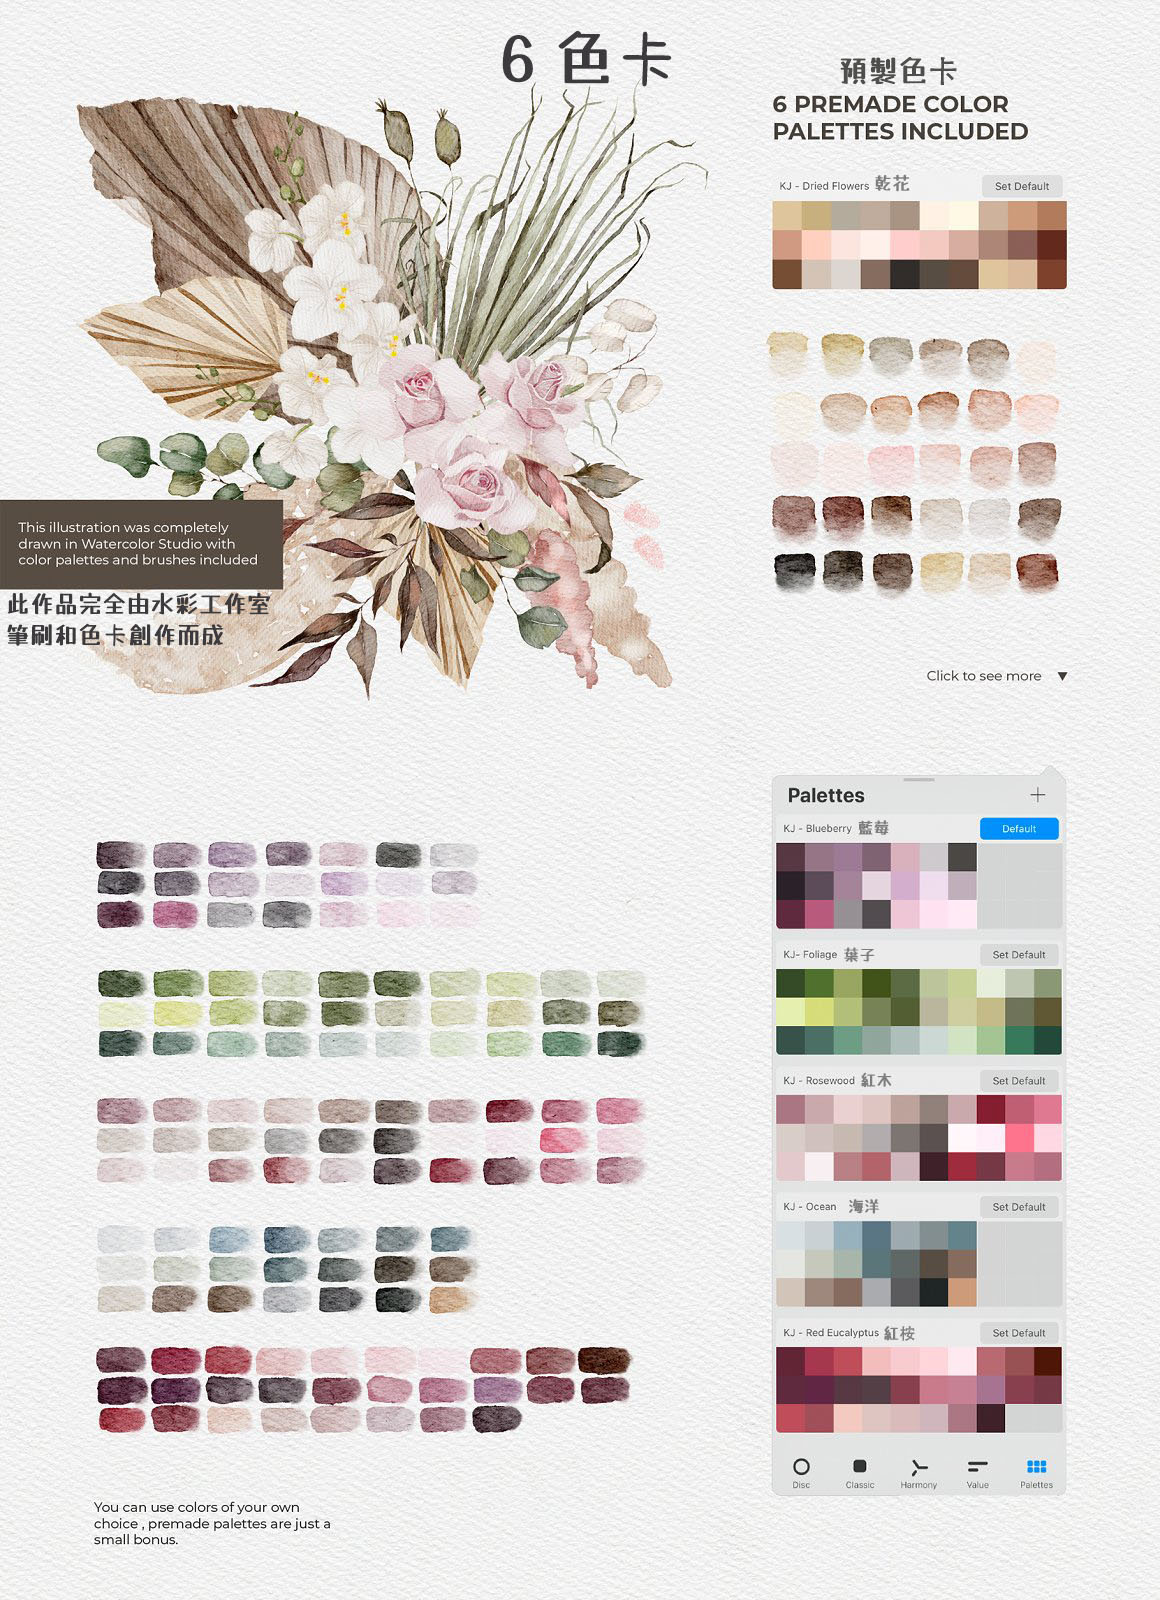 6 色卡
預製色卡
6 PREMADE COLOR
PALETTES INCLUDED
KJ - Dried Flowers 乾花
Set Default
This illustration was completely
drawn in Watercolor Studio with
color palettes and brushes included
此作品完全由水彩工作室
筆刷和色卡創作而成
Click to see more ▼
Palettes
KJ - Blueberry 藍莓
Default
KJ- Foliage 葉子
Set Default
KJ - Rosewood 紅木
Set Default
KJ - Ocean 海洋
Set Default
KJ - Red Eucalyptus 紅桉
Set Default
Disc
Classic
Harmony
Value
Palettes
You can use colors of your own
choice , premade palettes are just a
small bonus.